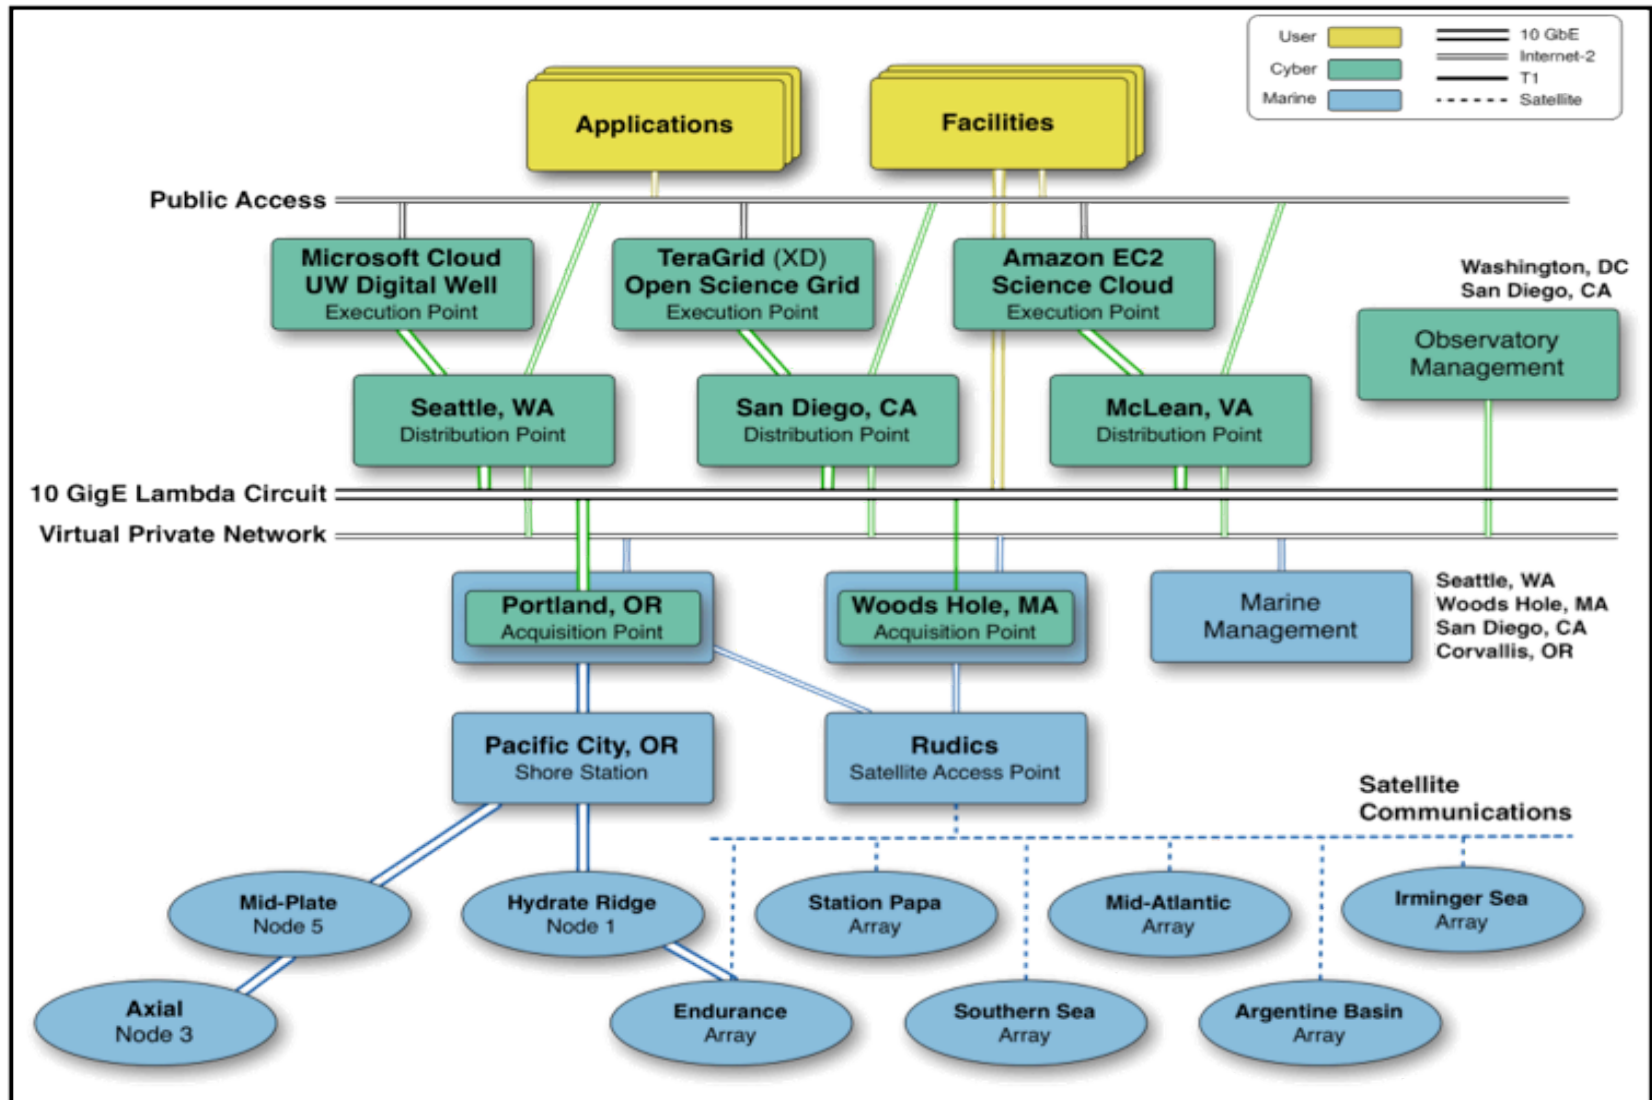 User
10 GbE
Internet-2
Cyber
T1
Marine
Satellite
Applications
Facilities
Public Access
Microsoft Cloud
UW Digital Well
Execution Point
TeraGrid (XD)
Open Science Grid
Execution Point
Amazon EC2
Science Cloud
Execution Point
Washington, DC
San Diego, CA
Observatory
Management
Seattle, WA
Distribution Point
San Diego, CA
Distribution Point
McLean, VA
Distribution Point
10 GigE Lambda Circuit
Virtual Private Network
Portland, OR
Acquisition Point
Woods Hole, MA
Acquisition Point
Marine
Management
Seattle, WA
Woods Hole, MA
San Diego, CA
Corvallis, OR
Pacific City, OR
Shore Station
Rudics
Satellite Access Point
Satellite
Communications
Mid-Plate
Node 5
Hydrate Ridge
Node 1
Station Papa
Array
Mid-Atlantic
Array
Irminger Sea
Array
Axial
Node 3
Endurance
Array
Southern Sea
Array
Argentine Basin
Array